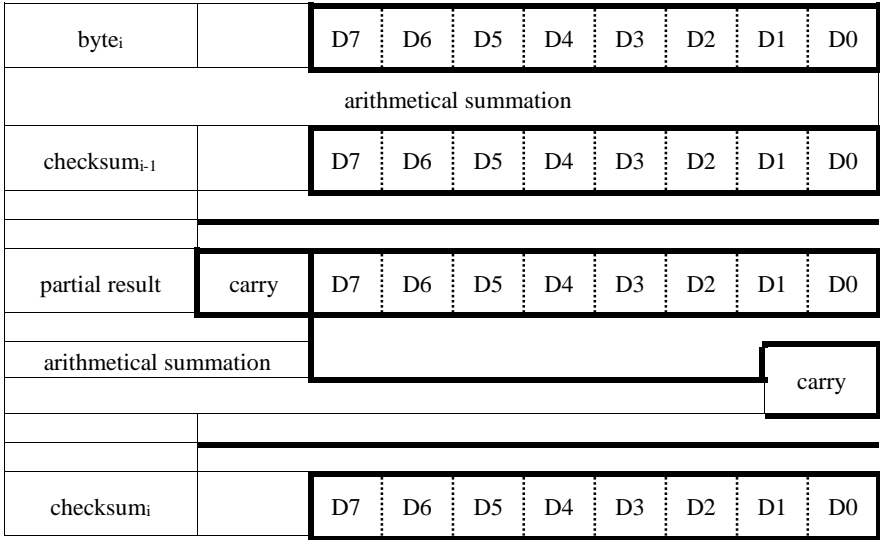 byteᵢ D7 D6 D5 D4 D3 D2 D1 D0
arithmetical summation
checksumᵢ₋₁ D7 D6 D5 D4 D3 D2 D1 D0
partial result carry D7 D6 D5 D4 D3 D2 D1 D0
arithmetical summation
carry
checksumᵢ D7 D6 D5 D4 D3 D2 D1 D0